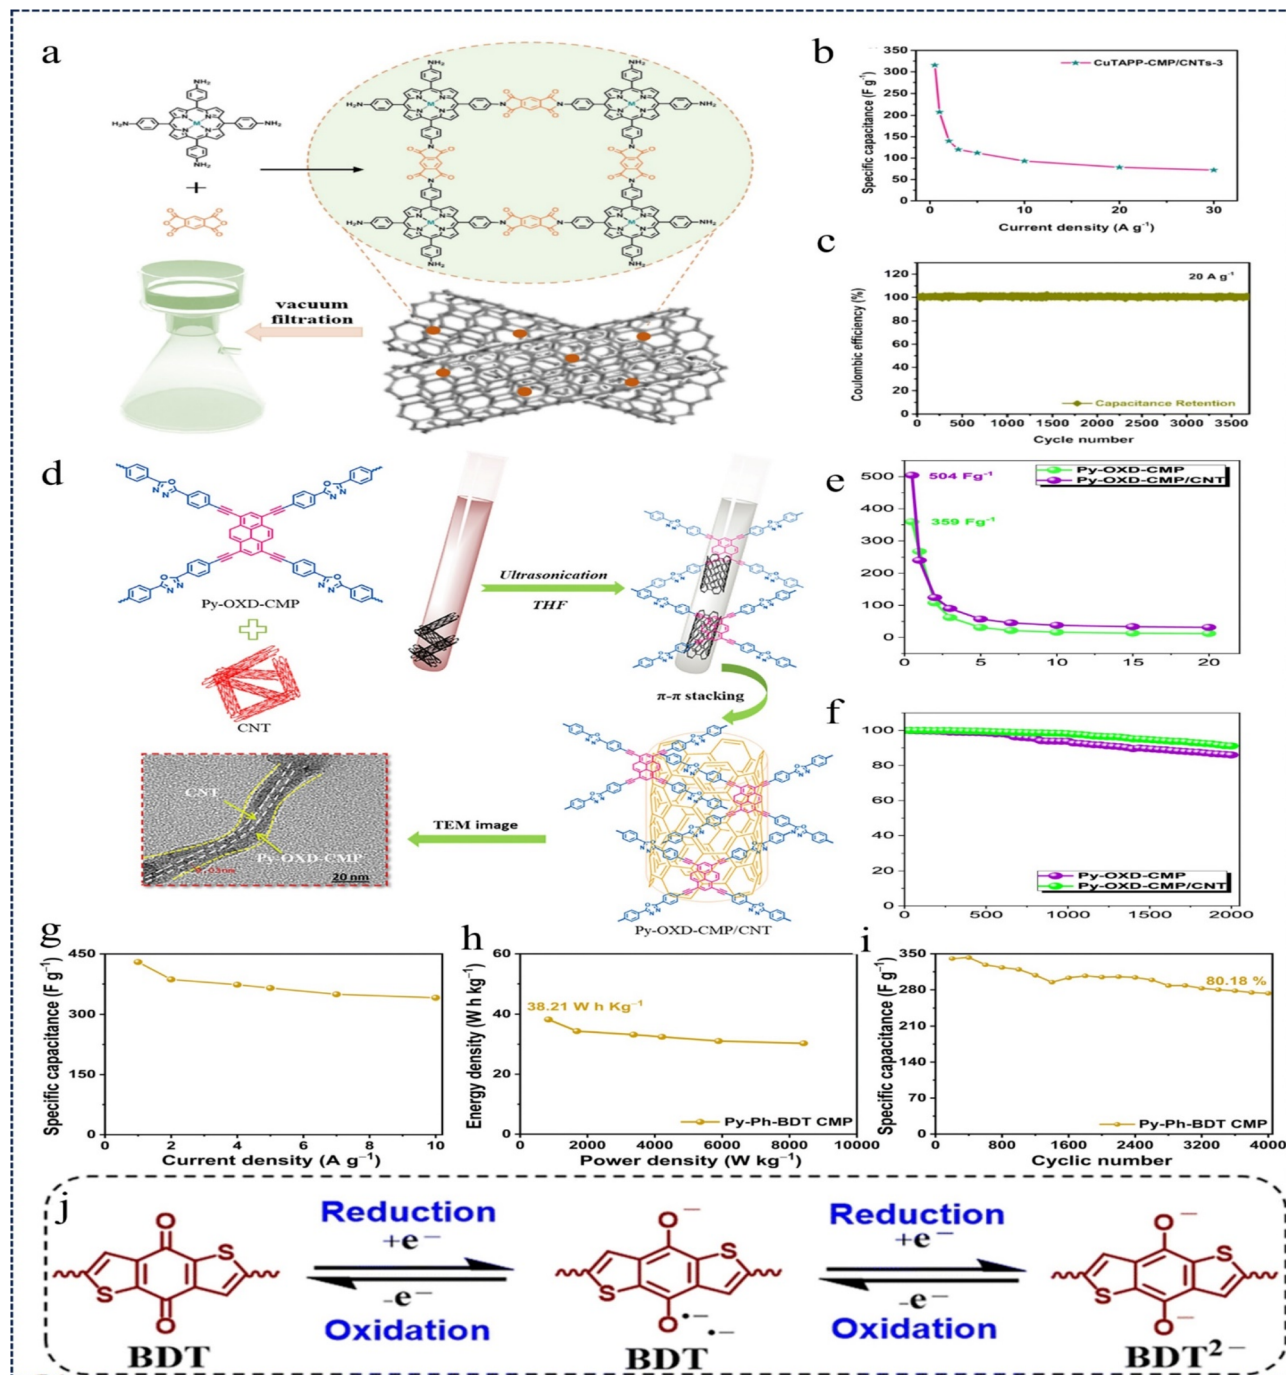 a
NH₂
H₂N
NH₂
NH₂
+
vacuum
filtration
b
CuTAPP-CMP/CNTs-3
Specific capacitance (F g⁻¹)
350
300
250
200
150
100
50
0
0 10 20 30
Current density (A g⁻¹)
c
20 A g⁻¹
Coulombic efficiency (%)
120
100
80
60
40
20
0
Capacitance Retention
0 500 1000 1500 2000 2500 3000 3500
Cycle number
d
Py-OXD-CMP
CNT
Ultrasonication
THF
π-π stacking
Py-OXD-CMP/CNT
TEM image
CNT
Py-OXD-CMP
20 nm
e
Py-OXD-CMP
Py-OXD-CMP/CNT
504 Fg⁻¹
359 Fg⁻¹
500
400
300
200
100
0
0 5 10 15 20
f
100
80
60
40
20
0
Py-OXD-CMP
Py-OXD-CMP/CNT
0 500 1000 1500 2000
g
Specific capacitance (F g⁻¹)
450
300
150
0
0 2 4 6 8 10
Current density (A g⁻¹)
h
Energy density (W h kg⁻¹)
60
40
20
0
38.21 W h Kg⁻¹
Py-Ph-BDT CMP
0 2000 4000 6000 8000 10000
Power density (W kg⁻¹)
i
Specific capacitance (F g⁻¹)
350
280
210
140
70
0
80.18 %
Py-Ph-BDT CMP
0 800 1600 2400 3200 4000
Cyclic number
j
Reduction
+e⁻
-e⁻
Oxidation
Reduction
+e⁻
-e⁻
Oxidation
O
S
S
O
BDT
O⁻
S
S
O•⁻
•⁻
BDT
O⁻
S
S
O⁻
BDT²⁻